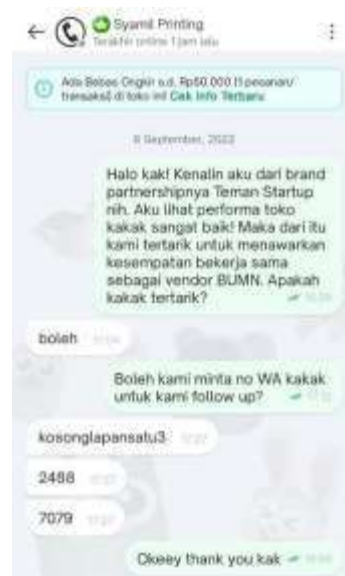 Syamil Printing
Terakhir online 1 jam lalu
Ada Bebas Ongkir s.d. Rp50.000 (1 pesanan/
transaksi) di toko ini! Cek Info Terbaru
8 September, 2022
Halo kak! Kenalin aku dari brand
partnershipnya Teman Startup
nih. Aku lihat performa toko
kakak sangat baik! Maka dari itu
kami tertarik untuk menawarkan
kesempatan bekerja sama
sebagai vendor BUMN. Apakah
kakak tertarik?
boleh
Boleh kami minta no WA kakak
untuk kami follow up?
kosonglapansatu3
2488
7079
Okeey thank you kak